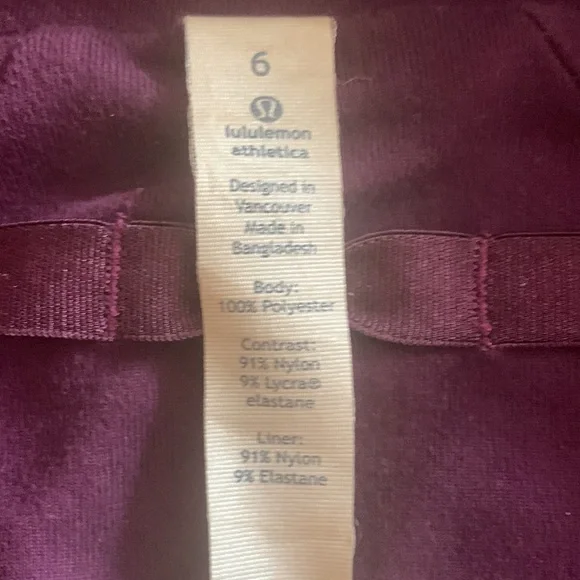 6
lululemon
athletica
Designed in
Vancouver
Made in
Bangladesh
Body:
100% Polyester
Contrast:
91% Nylon
9% Lycra®
elastane
Liner:
91% Nylon
9% Elastane